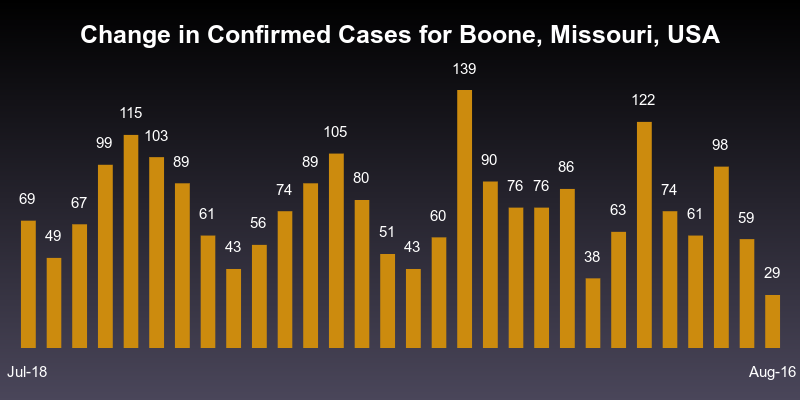 Change in Confirmed Cases for Boone, Missouri, USA
69 49 67 99 115 103 89 61 43 56 74 89 105 80 51 43 60 139 90 76 76 86 38 63 122 74 61 98 59 29
Jul-18 Aug-16